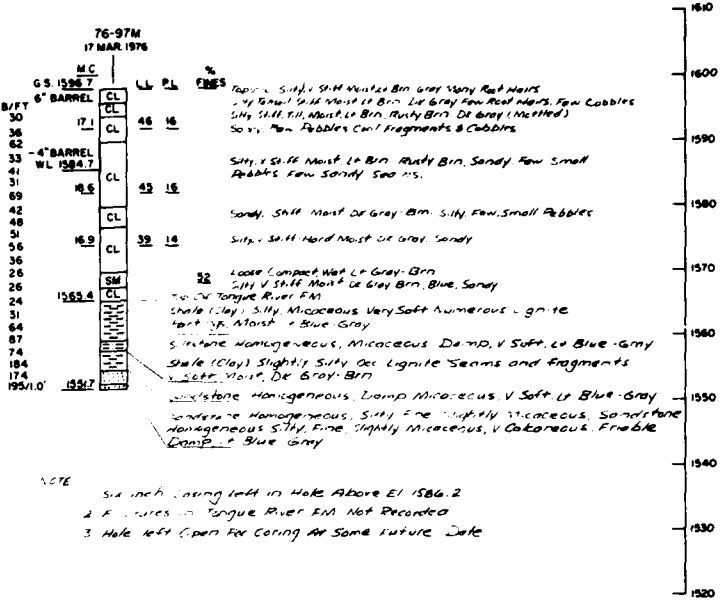 1610
76-97M
17 MAR. 1976
M.C. %
G.S. 1596.7 LL PL FINES
1600
6" BARREL CL Silty, v Stiff Moist Lt Brn Gray Many Root Hairs
B/FT CL Stiff Moist Lt Brn Dk Gray Few Root Hairs, Few Cobbles
30 Silty Stiff, Till, Moist, Lt Brn, Rusty Brn Dk Gray (Mottled)
36 17.1 CL 46 16 Sandy, Few Pebbles Coal Fragments & Cobbles
62
1590
4" BARREL
33 WL 1584.7 Silty, v Stiff Moist, Lt Brn Rusty Brn, Sandy, Few Small
41 Pebbles Few Sandy Seams.
31 CL
69 18.6 45 16
1580
42 CL Sandy, Stiff Moist Dk Gray-Brn. Silty, Few, Small Pebbles
48
51
56 16.9 CL 39 14 Silty, v Stiff-Hard Moist Dk Gray, Sandy
36
1570
26 SM 52 Loose Compact, Wet Lt Gray-Brn
26 CL Silty V Stiff Moist Dk Gray Brn, Blue, Sandy
24 1565.4 Tongue River FM
31 Shale (Clay), Silty, Micaceous Very Soft Numerous Lignite
64 Moist Blue-Gray
1560
87 Siltstone Homogeneous, Micaceous Damp, v Soft, Lt Blue-Gray
74 Shale (Clay) Slightly Silty Occ Lignite Seams and Fragments
184 v Soft Moist, Dk Gray-Brn
174 Sandstone Homogeneous, Damp Micaceous, V Soft, Lt Blue-Gray
195/1.0' 1551.7
1550
Sandstone Homogeneous, Silty Fine Slightly Micaceous, Sandstone
Homogeneous Silty, Fine, Slightly Micaceous, v Calcareous, Friable
Damp, Lt Blue Gray
1540
NOTE
Six inch Casing left in Hole Above El 1586.2
2 Fractures in Tongue River FM Not Recorded
1530
3 Hole left Open For Coring At Some Future Date
1520